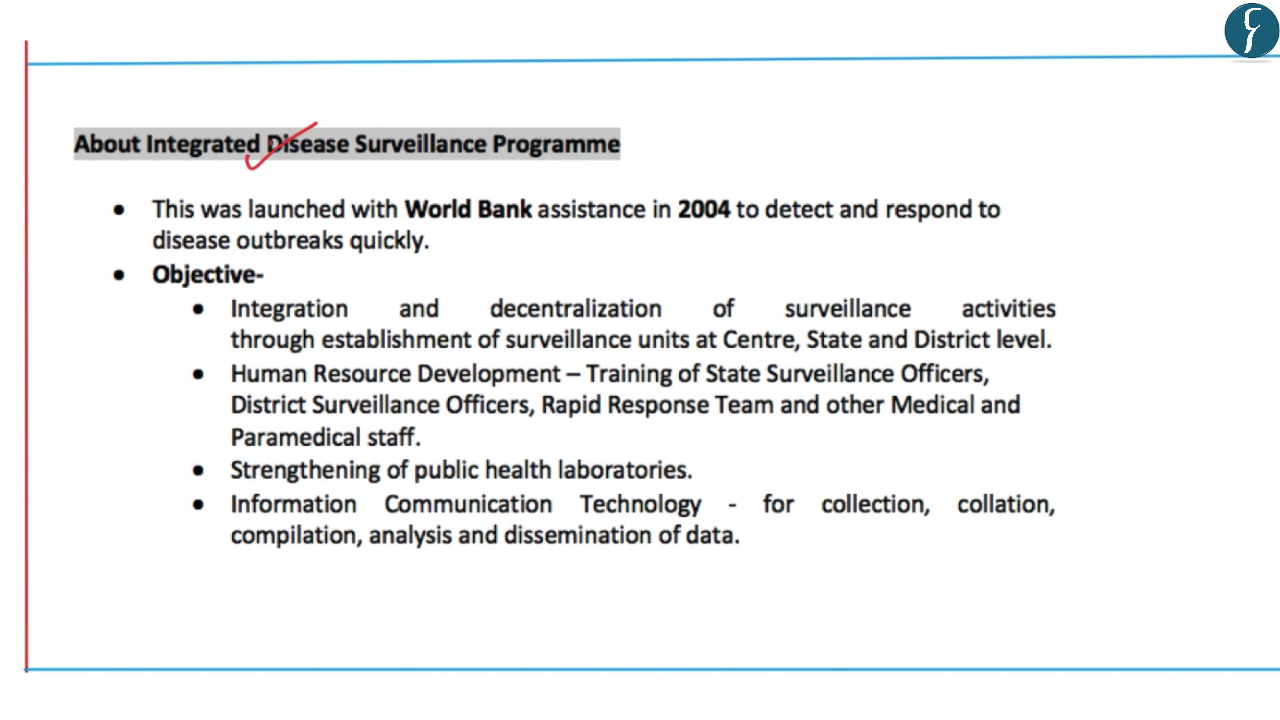 About Integrated Disease Surveillance Programme
• This was launched with World Bank assistance in 2004 to detect and respond to
disease outbreaks quickly.
• Objective-
• Integration and decentralization of surveillance activities
through establishment of surveillance units at Centre, State and District level.
• Human Resource Development – Training of State Surveillance Officers,
District Surveillance Officers, Rapid Response Team and other Medical and
Paramedical staff.
• Strengthening of public health laboratories.
• Information Communication Technology - for collection, collation,
compilation, analysis and dissemination of data.